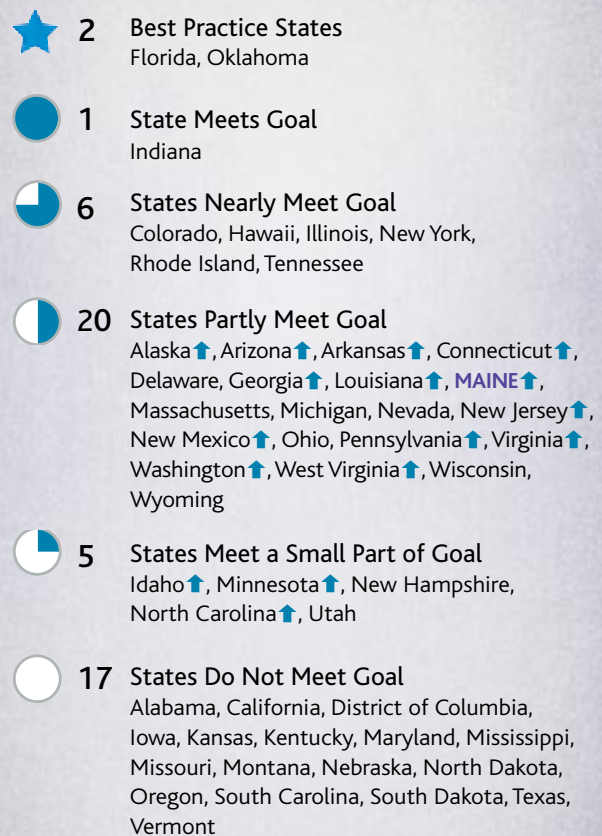 2 Best Practice States
Florida, Oklahoma
1 State Meets Goal
Indiana
6 States Nearly Meet Goal
Colorado, Hawaii, Illinois, New York,
Rhode Island, Tennessee
20 States Partly Meet Goal
Alaska⬆, Arizona⬆, Arkansas⬆, Connecticut⬆,
Delaware, Georgia⬆, Louisiana⬆, MAINE⬆,
Massachusetts, Michigan, Nevada, New Jersey⬆,
New Mexico⬆, Ohio, Pennsylvania⬆, Virginia⬆,
Washington⬆, West Virginia⬆, Wisconsin,
Wyoming
5 States Meet a Small Part of Goal
Idaho⬆, Minnesota⬆, New Hampshire,
North Carolina⬆, Utah
17 States Do Not Meet Goal
Alabama, California, District of Columbia,
Iowa, Kansas, Kentucky, Maryland, Mississippi,
Missouri, Montana, Nebraska, North Dakota,
Oregon, South Carolina, South Dakota, Texas,
Vermont